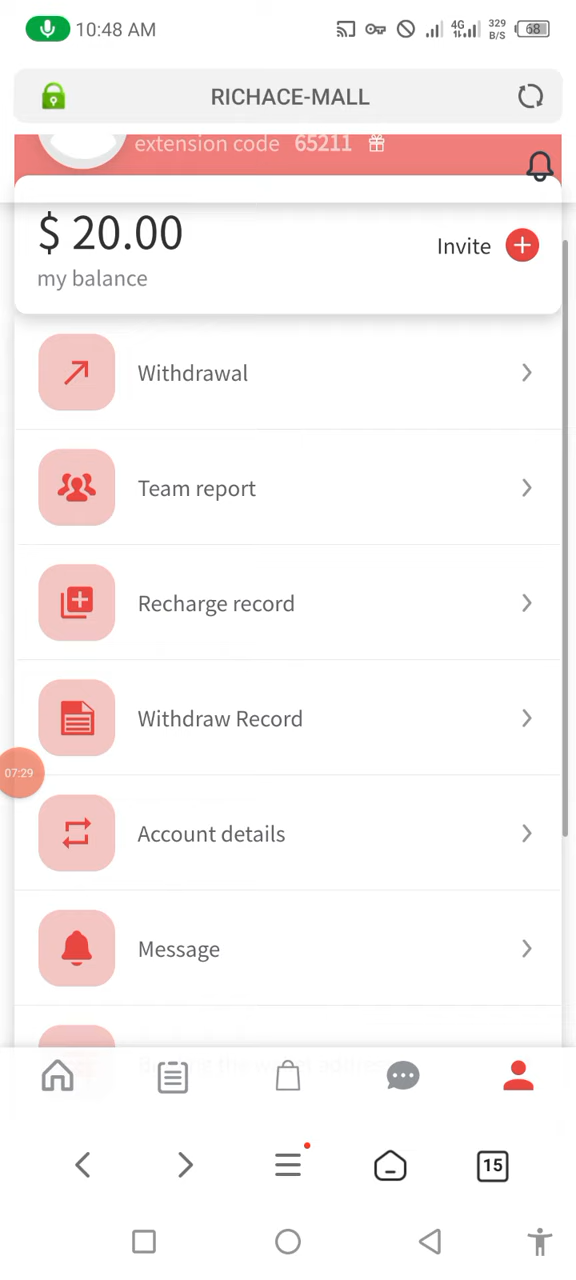 10:48 AM
4G
329
B/S
68
RICHACE-MALL
extension code 65211
$ 20.00
my balance
Invite
Withdrawal
Team report
Recharge record
Withdraw Record
07:29
Account details
Message
15